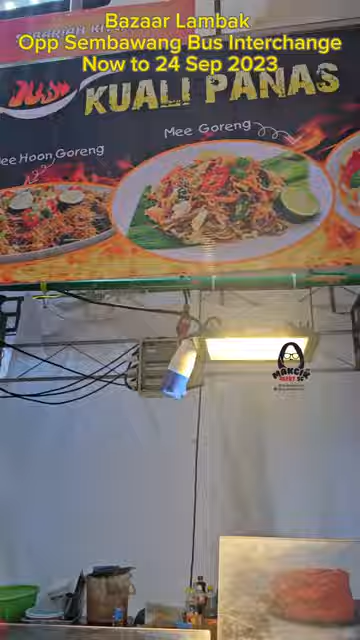 Bazaar Lambak
Opp Sembawang Bus Interchange
Now to 24 Sep 2023
KUALI PANAS
Mee Goreng
ee Hoon Goreng
MAKCIK